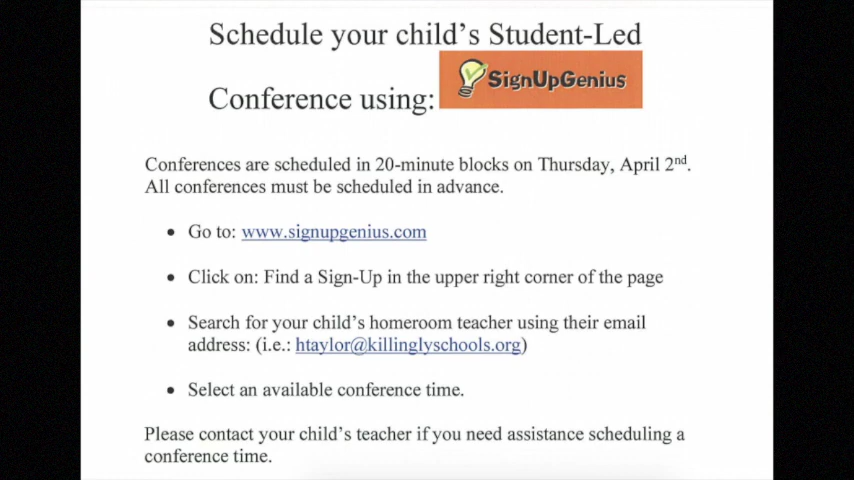 Schedule your child's Student-Led
Conference using: SignUpGenius
Conferences are scheduled in 20-minute blocks on Thursday, April 2nd.
All conferences must be scheduled in advance.
• Go to: www.signupgenius.com
• Click on: Find a Sign-Up in the upper right corner of the page
• Search for your child's homeroom teacher using their email
address: (i.e.: htaylor@killinglyschools.org)
• Select an available conference time.
Please contact your child's teacher if you need assistance scheduling a
conference time.